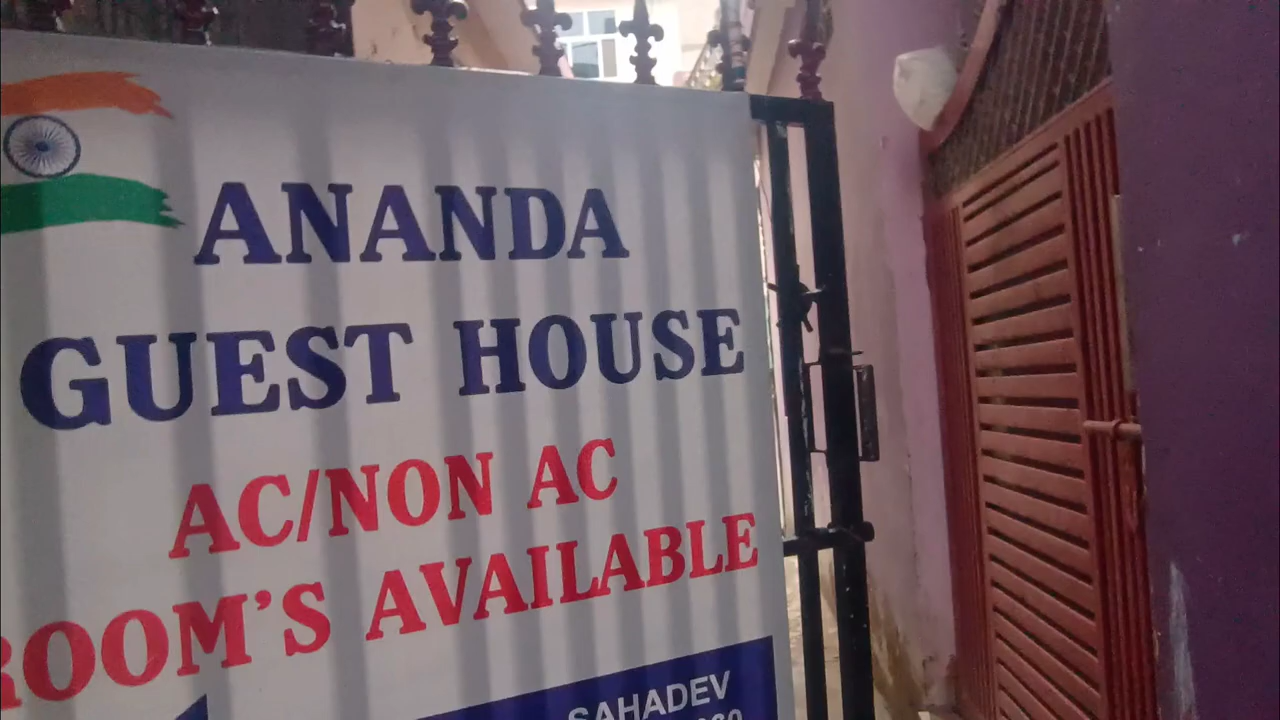 ANANDA
GUEST HOUSE
AC/NON AC
ROOM'S AVAILABLE
SAHADEV